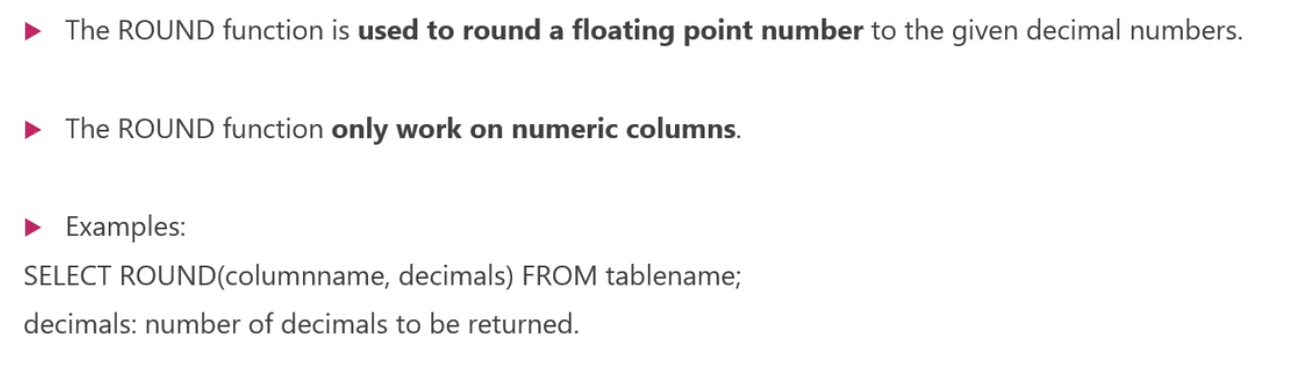 The ROUND function is used to round a floating point number to the given decimal numbers.
The ROUND function only work on numeric columns.
Examples:
SELECT ROUND(columnname, decimals) FROM tablename;
decimals: number of decimals to be returned.